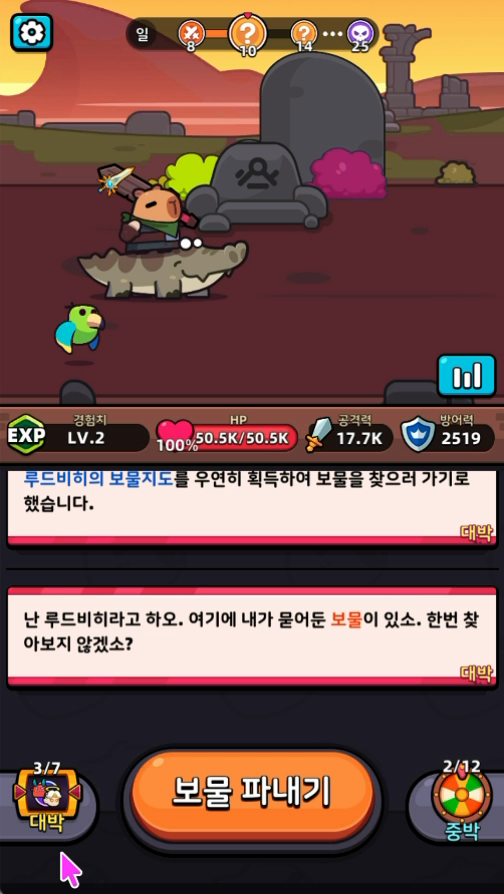 일
8
10
14
25
경험치
EXP LV.2
HP
100% 50.5K/50.5K
공격력
17.7K
방어력
2519
루드비히의 보물지도를 우연히 획득하여 보물을 찾으러 가기로
했습니다.
대박
난 루드비히라고 하오. 여기에 내가 묻어둔 보물이 있소. 한번 찾
아보지 않겠소?
대박
3/7
대박
보물 파내기
2/12
중박